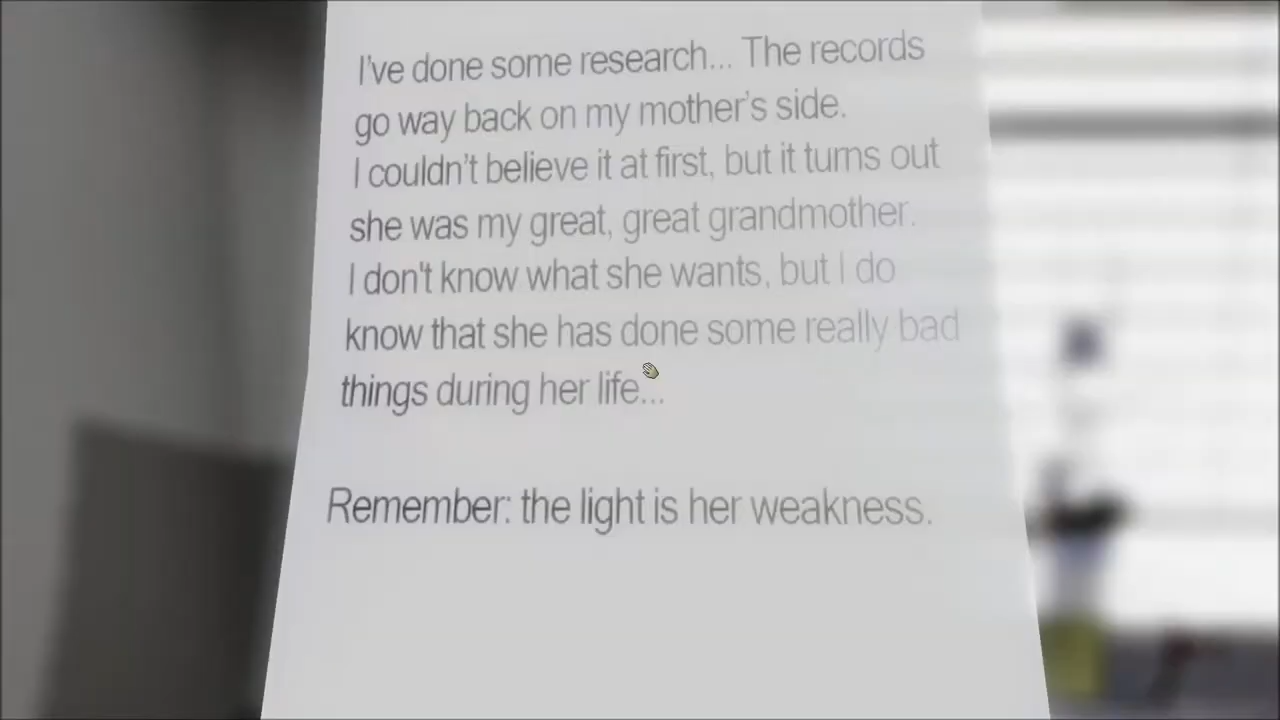 I've done some research... The records
go way back on my mother's side.
I couldn't believe it at first, but it turns out
she was my great, great grandmother.
I don't know what she wants, but I do
know that she has done some really bad
things during her life...
Remember: the light is her weakness.